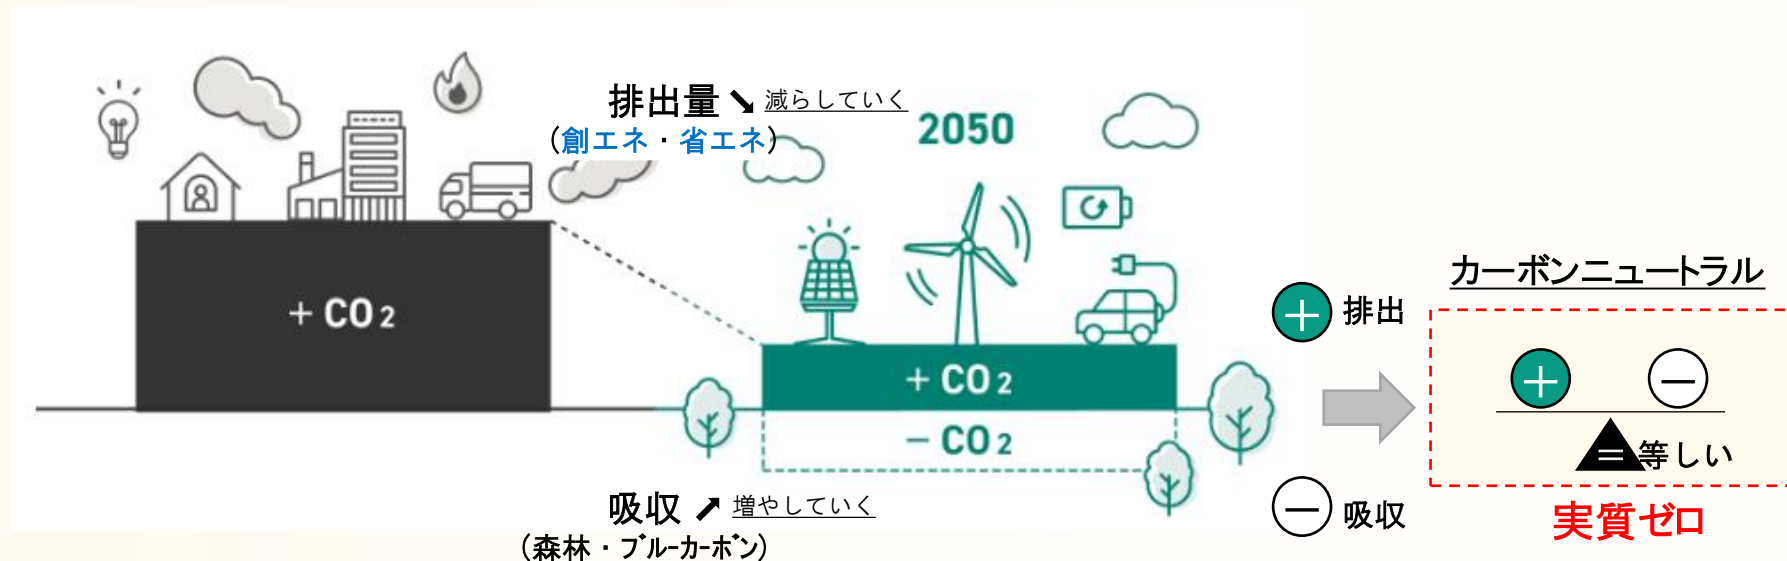 排出量 ➘ 減らしていく
(創エネ・省エネ)
2050
+ CO2
+ CO2
− CO2
吸収 ➚ 増やしていく
(森林・ブルーカーボン)
+ 排出
− 吸収
カーボンニュートラル
+ −
= 等しい
実質ゼロ